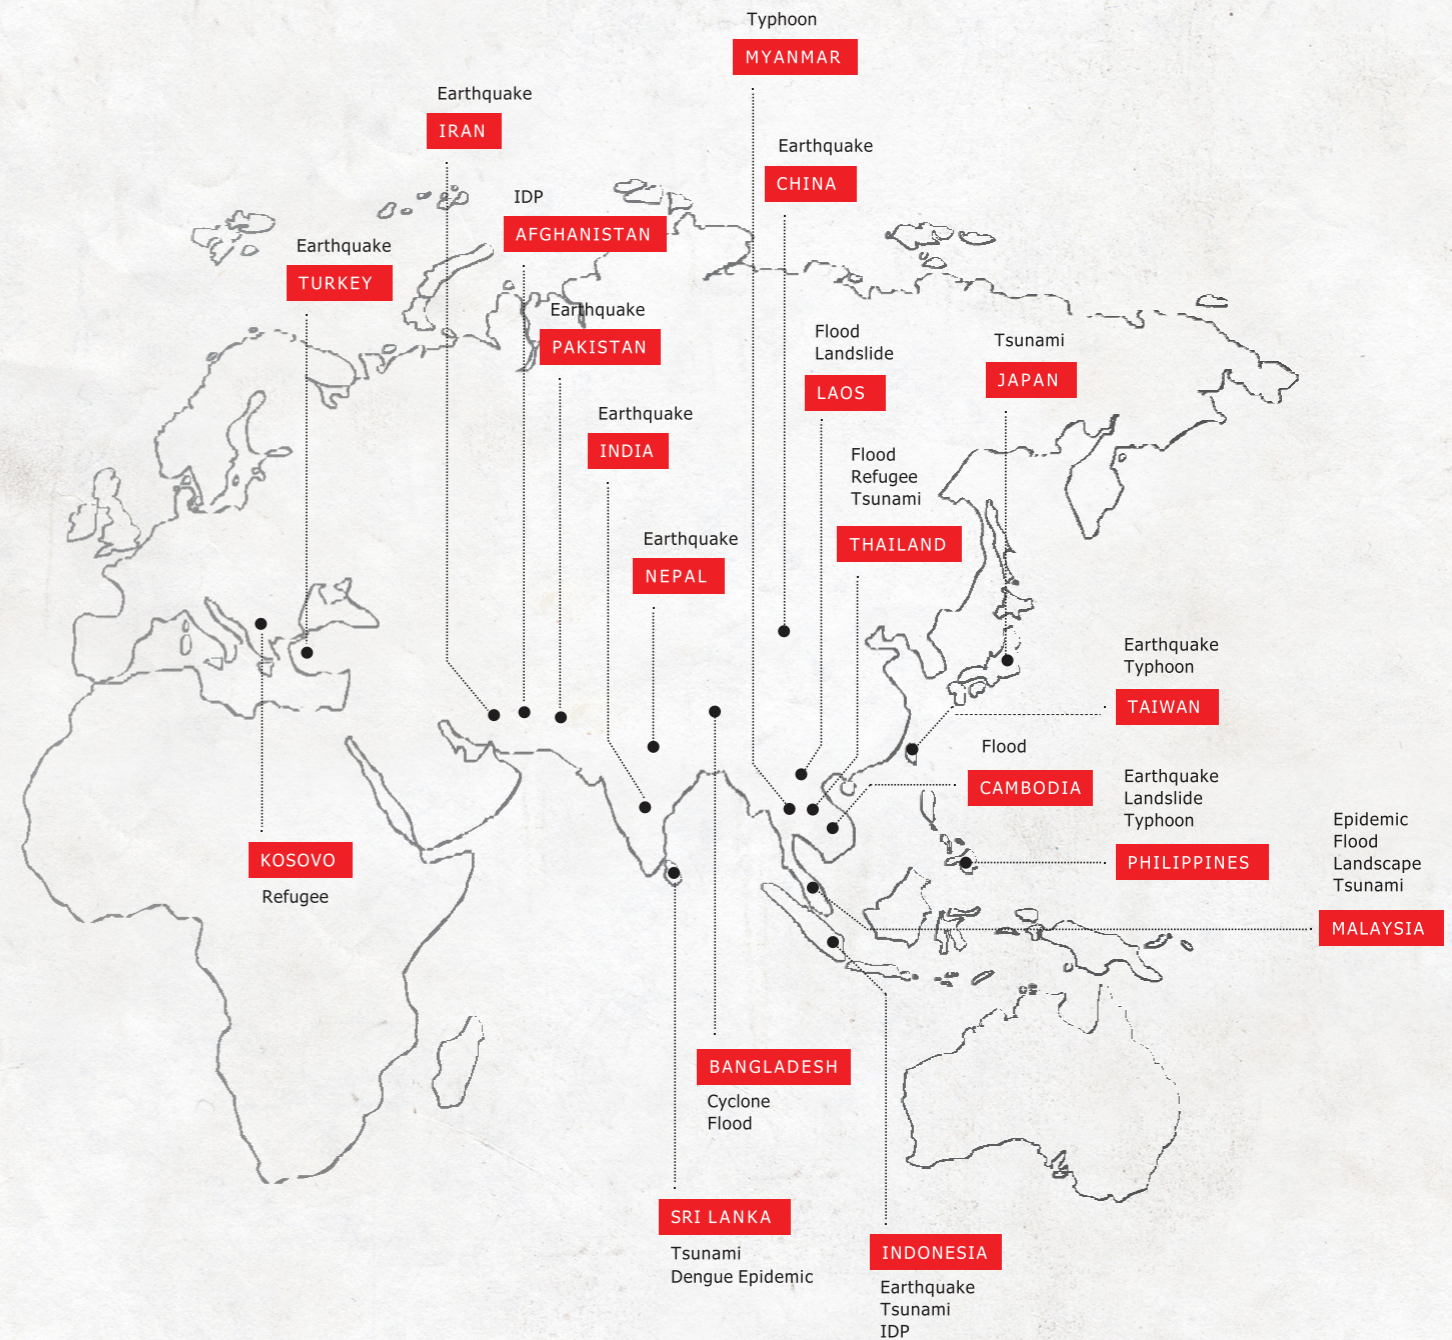 Typhoon
MYANMAR
Earthquake
IRAN
Earthquake
CHINA
IDP
AFGHANISTAN
Earthquake
TURKEY
Earthquake
PAKISTAN
Flood
Landslide
LAOS
Tsunami
JAPAN
Earthquake
INDIA
Flood
Refugee
Tsunami
THAILAND
Earthquake
NEPAL
Earthquake
Typhoon
TAIWAN
Flood
CAMBODIA
Earthquake
Landslide
Typhoon
PHILIPPINES
Epidemic
Flood
Landscape
Tsunami
MALAYSIA
KOSOVO
Refugee
BANGLADESH
Cyclone
Flood
SRI LANKA
Tsunami
Dengue Epidemic
INDONESIA
Earthquake
Tsunami
IDP